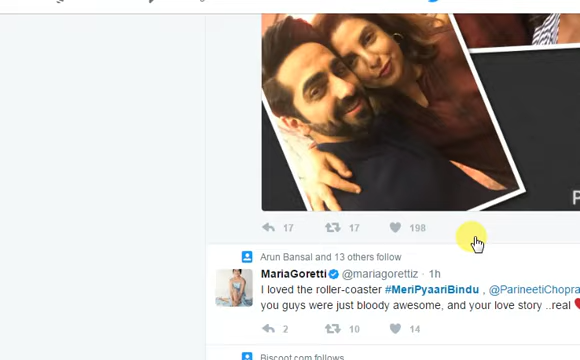 P
17 17 198
Arun Bansal and 13 others follow
MariaGoretti @mariagorettiz · 1h
I loved the roller-coaster #MeriPyaariBindu , @ParineetiChopra
you guys were just bloody awesome, and your love story ..real
2 10 14
Biscoot.com follows